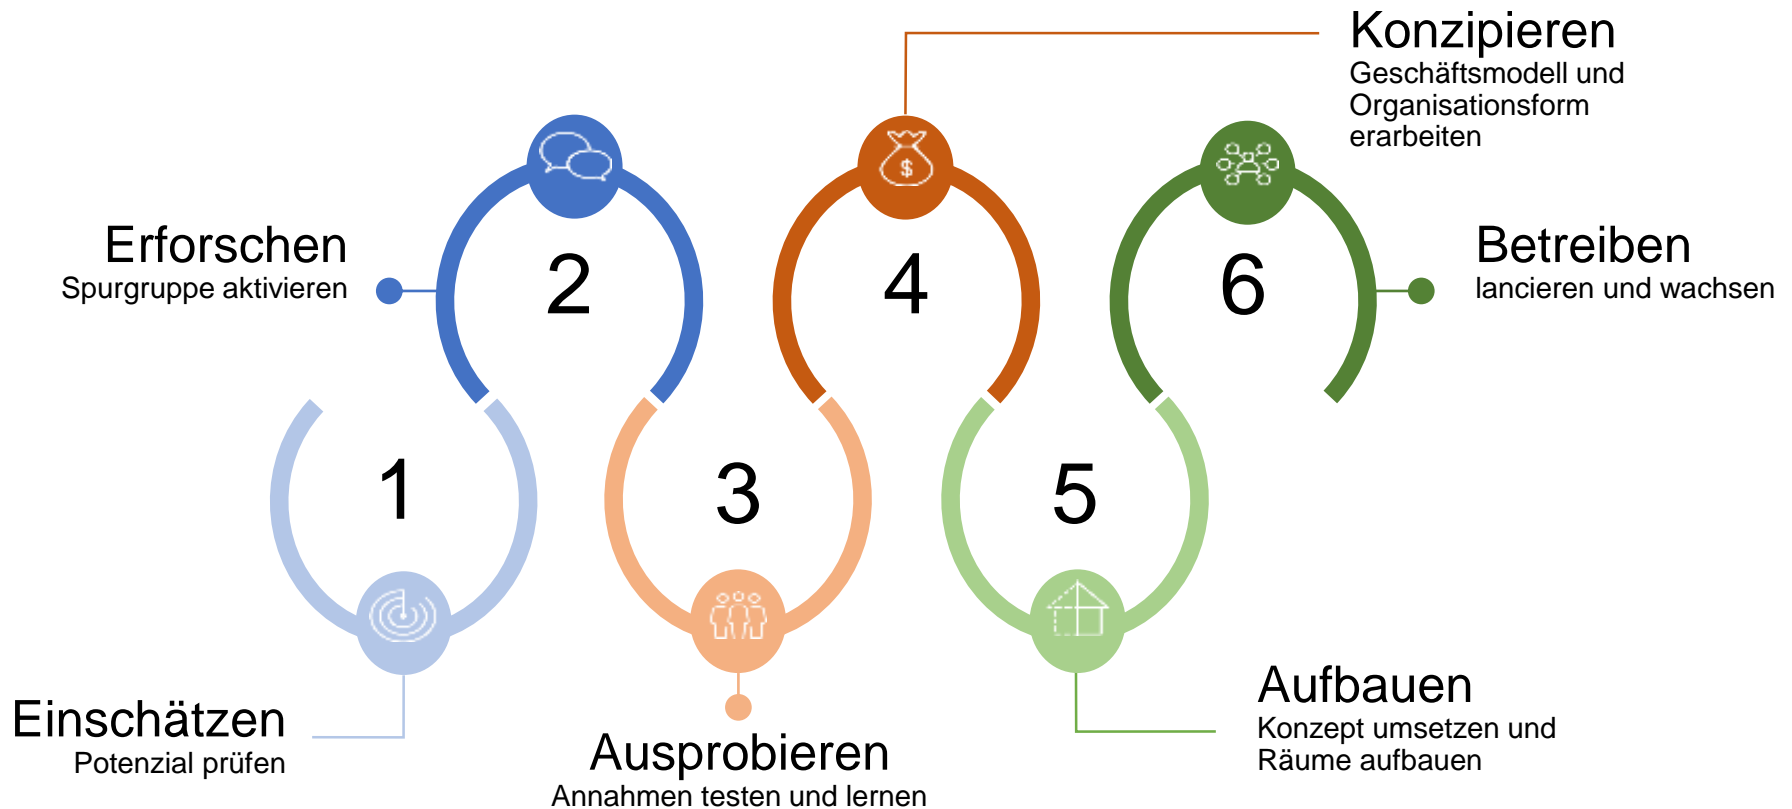 Konzipieren
Geschäftsmodell und
Organisationsform
erarbeiten
Erforschen
Spurgruppe aktivieren
2
4
6
Betreiben
lancieren und wachsen
1
3
5
$
Einschätzen
Potenzial prüfen
Ausprobieren
Annahmen testen und lernen
Aufbauen
Konzept umsetzen und
Räume aufbauen